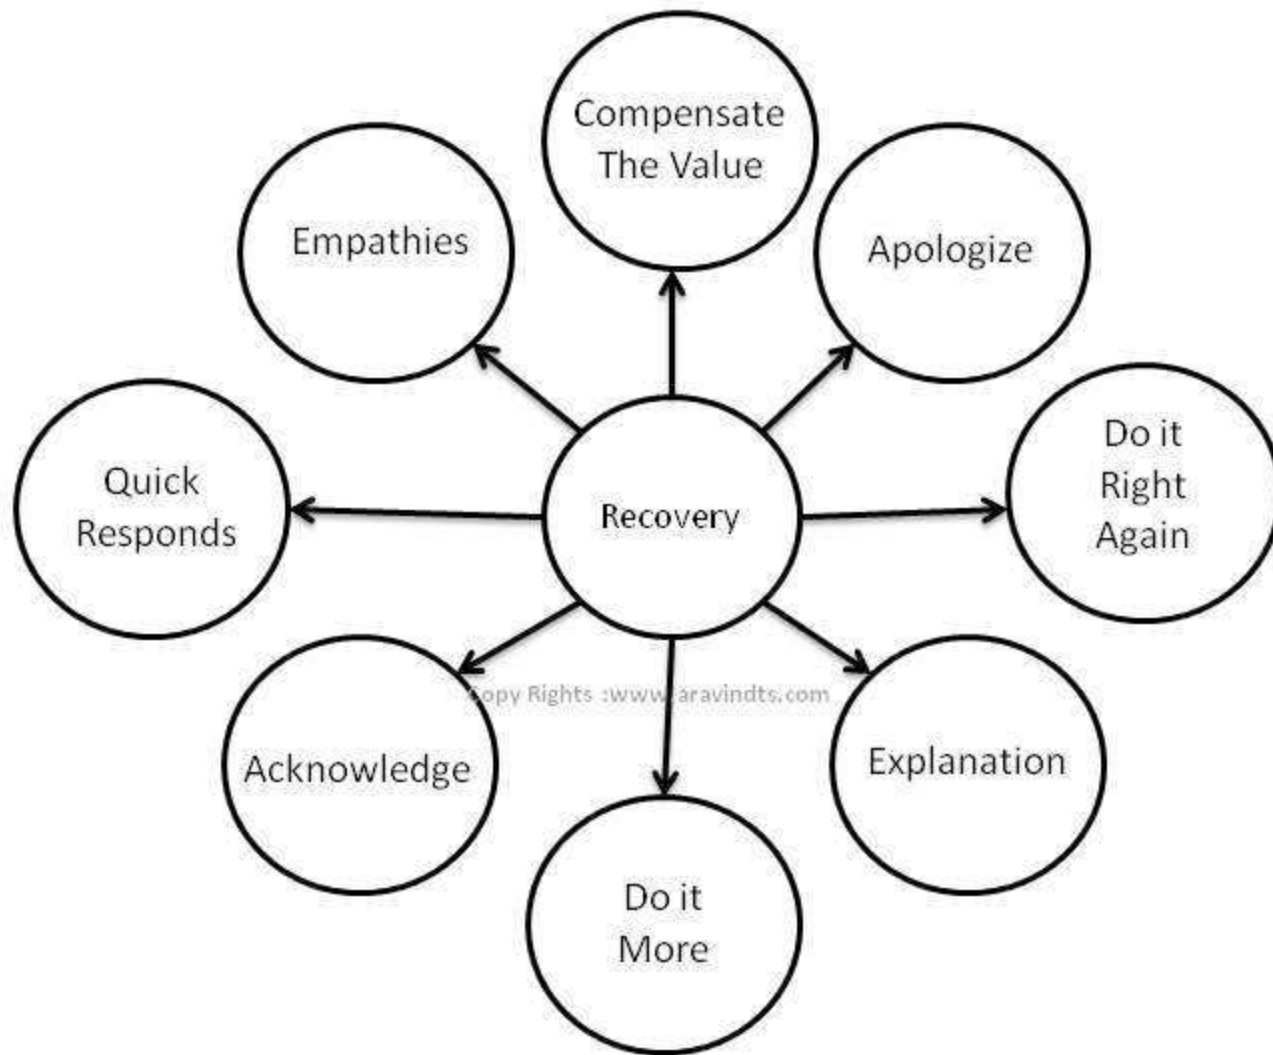 Compensate
The Value
Empathies
Apologize
Do it
Right
Again
Quick
Responds
Recovery
Copy Rights :www.aravindts.com
Acknowledge
Explanation
Do it
More